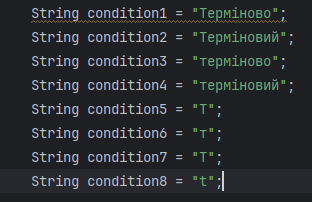 String condition1 = "Терміново";
String condition2 = "Терміновий";
String condition3 = "терміново";
String condition4 = "терміновий";
String condition5 = "Т";
String condition6 = "т";
String condition7 = "T";
String condition8 = "t";